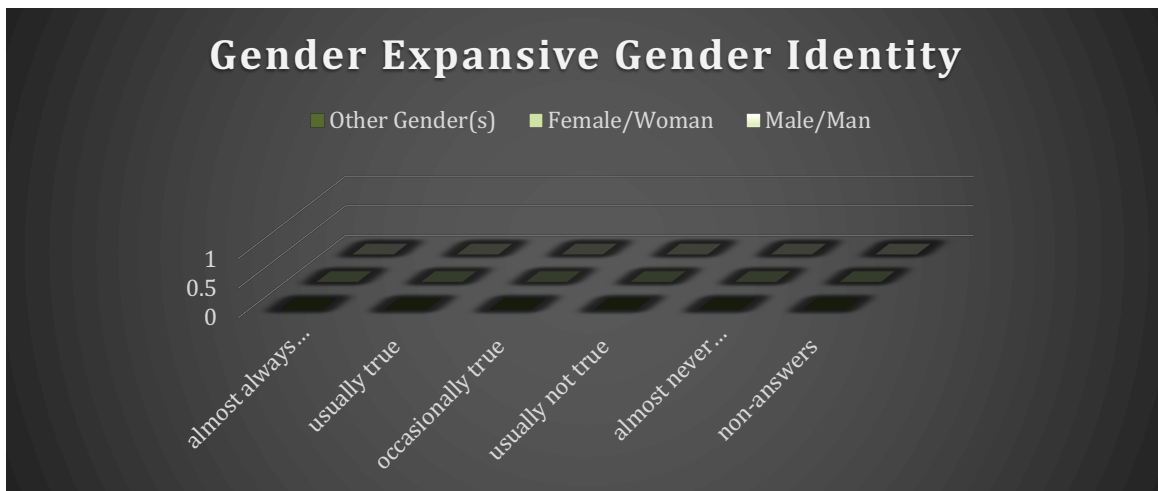 Gender Expansive Gender Identity
Other Gender(s) Female/Woman Male/Man
1
0.5
0
almost always...
usually true
occasionally true
usually not true
almost never...
non-answers